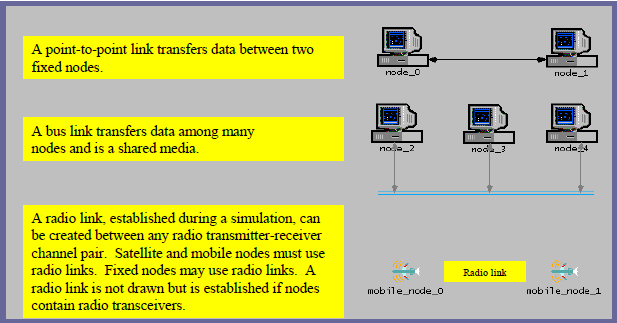 A point-to-point link transfers data between two
fixed nodes.
node_0
node_1
A bus link transfers data among many
nodes and is a shared media.
node_2
node_3
node_4
A radio link, established during a simulation, can
be created between any radio transmitter-receiver
channel pair.  Satellite and mobile nodes must use
radio links.  Fixed nodes may use radio links.  A
radio link is not drawn but is established if nodes
contain radio transceivers.
Radio link
mobile_node_0
mobile_node_1